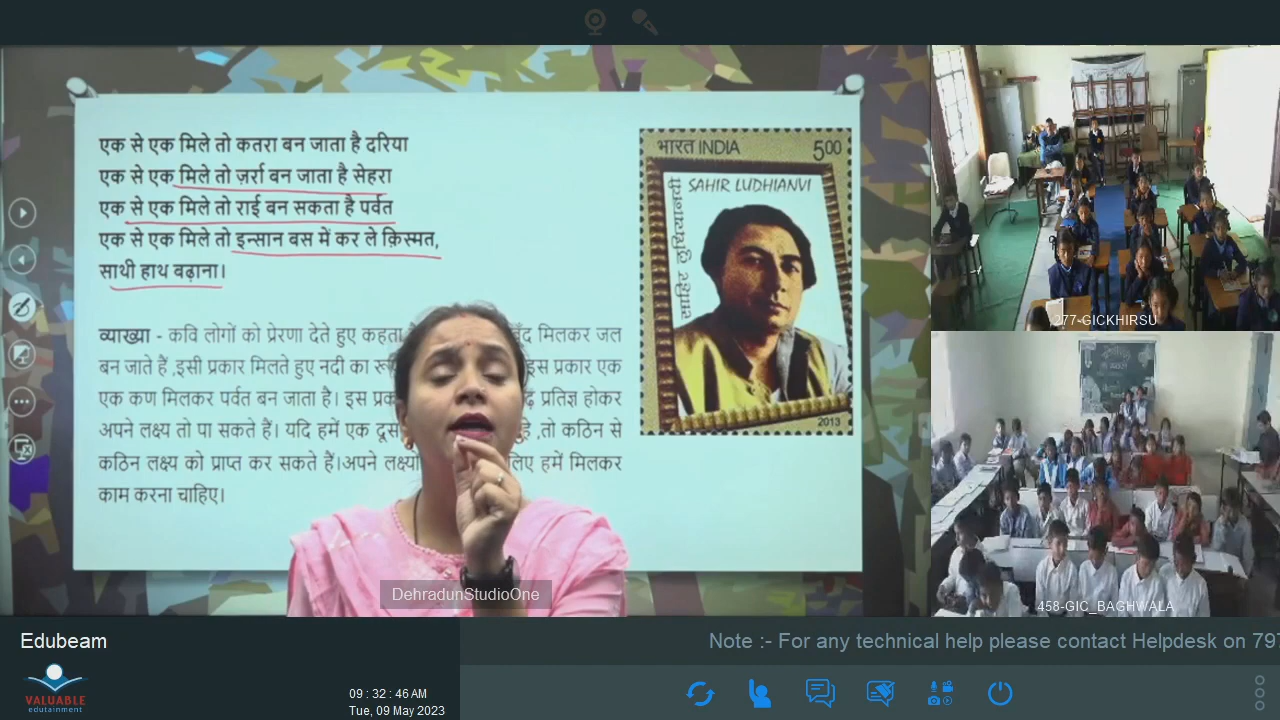 एक से एक मिले तो कतरा बन जाता है दरिया
एक से एक मिले तो ज़र्रा बन जाता है सेहरा
एक से एक मिले तो राई बन सकता है पर्वत
एक से एक मिले तो इन्सान बस में कर ले क़िस्मत,
साथी हाथ बढ़ाना।
व्याख्या - कवि लोगों को प्रेरणा देते हुए कहता मिलकर जल
बन जाते हैं ,इसी प्रकार मिलते हुए नदी का इस प्रकार एक
एक कण मिलकर पर्वत बन जाता है। इस प्रतिज्ञ होकर
अपने लक्ष्य तो पा सकते हैं। यदि हमें एक ,तो कठिन से
कठिन लक्ष्य को प्राप्त कर सकते हैं।अपने हमें मिलकर
काम करना चाहिए।
भारत INDIA 500
SAHIR LUDHIANVI
साहिर लुधियानवी
2013
DehradunStudioOne
277-GICKHIRSU
458-GIC_BAGHWALA
Edubeam
VALUABLE
edutainment
09 : 32 : 46 AM
Tue, 09 May 2023
Note :- For any technical help please contact Helpdesk on 797